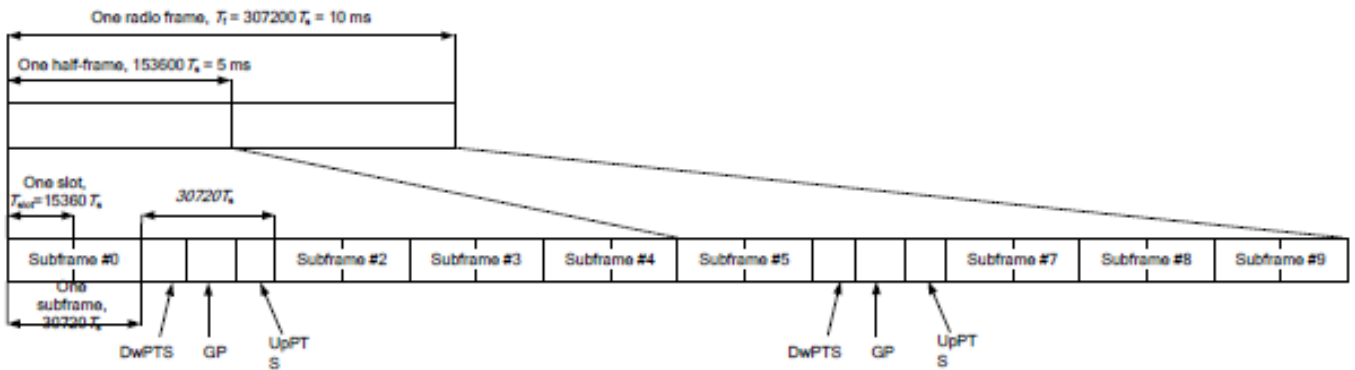 One radio frame, Tf = 307200 Ts = 10 ms
One half-frame, 153600 Ts = 5 ms
One slot,
Tslot=15360 Ts
30720Ts
Subframe #0
Subframe #2
Subframe #3
Subframe #4
Subframe #5
Subframe #7
Subframe #8
Subframe #9
One
subframe,
30720 Ts
DwPTS
GP
UpPT
S
DwPTS
GP
UpPT
S